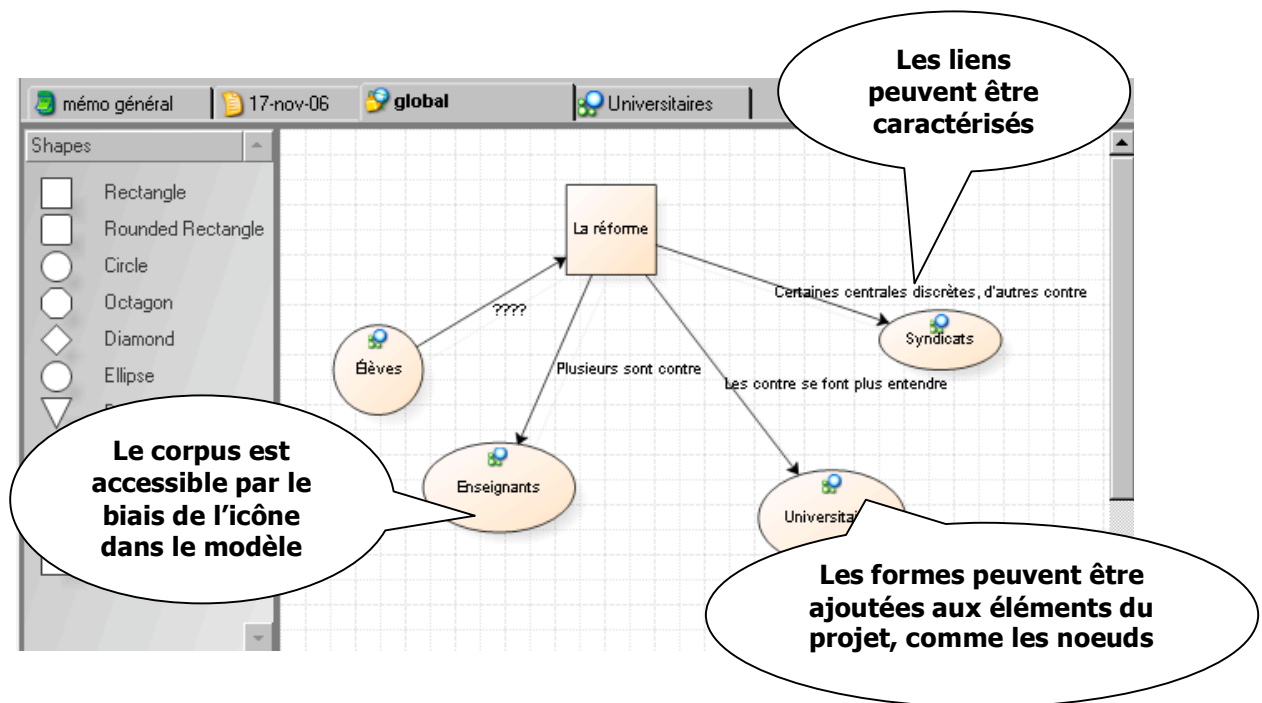 Les liens
peuvent être
caractérisés
mémo général
17-nov-06
global
Universitaires
Shapes
Rectangle
Rounded Rectangle
Circle
Octagon
Diamond
Ellipse
La réforme
Certaines centrales discrètes, d'autres contre
????
Syndicats
Élèves
Plusieurs sont contre
Les contre se font plus entendre
Enseignants
Le corpus est
accessible par le
biais de l'icône
dans le modèle
Les formes peuvent être
ajoutées aux éléments du
projet, comme les noeuds